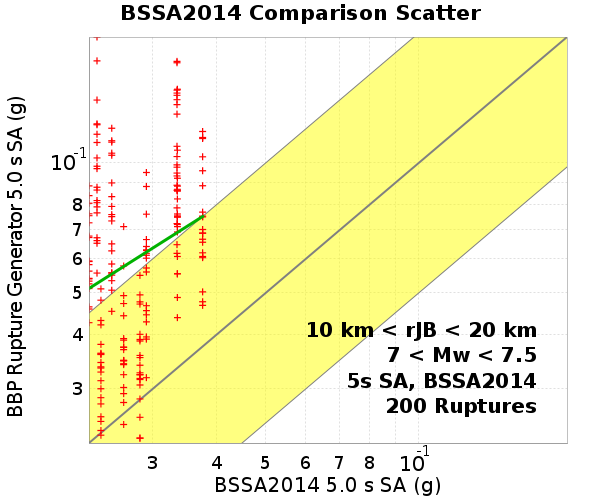 BSSA2014 Comparison Scatter
BBP Rupture Generator 5.0 s SA (g)
10-1
8
7
6
5
4
3
10 km < rJB < 20 km
7 < Mw < 7.5
5s SA, BSSA2014
200 Ruptures
3 4 5 6 7 8 10-1
BSSA2014 5.0 s SA (g)